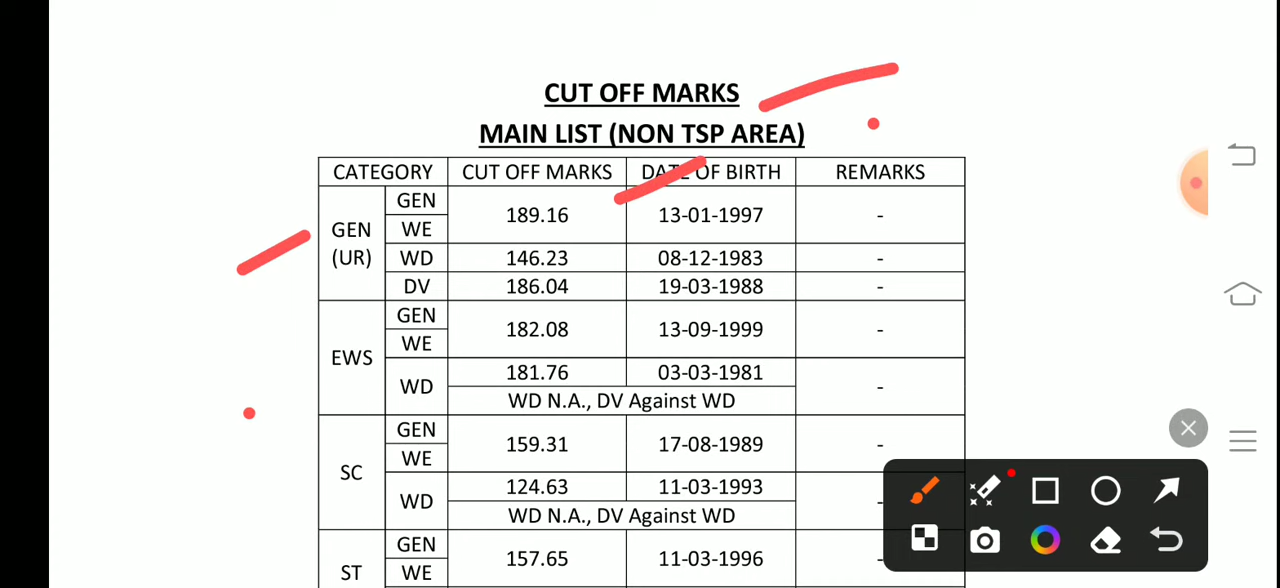 CUT OFF MARKS
MAIN LIST (NON TSP AREA)
CATEGORY CUT OFF MARKS DATE OF BIRTH REMARKS
GEN (UR) GEN WE 189.16 13-01-1997 -
WD 146.23 08-12-1983 -
DV 186.04 19-03-1988 -
EWS GEN WE 182.08 13-09-1999 -
WD 181.76 03-03-1981 -
WD N.A., DV Against WD
SC GEN WE 159.31 17-08-1989 -
WD 124.63 11-03-1993 -
WD N.A., DV Against WD
ST GEN WE 157.65 11-03-1996 -